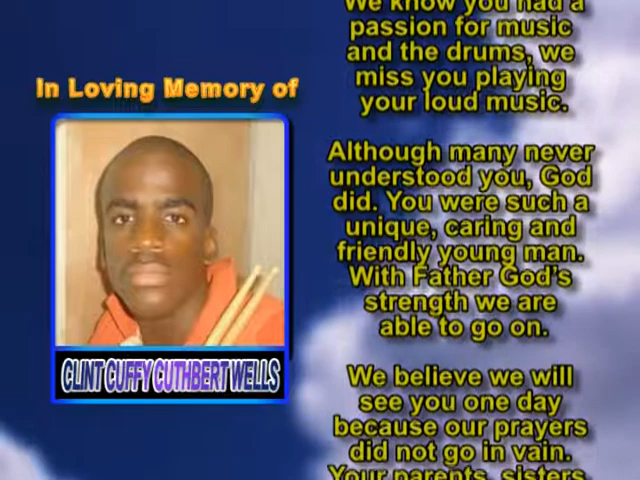 In Loving Memory of
CLINT CUFFY CUTHBERT WELLS
We know you had a
passion for music
and the drums, we
miss you playing
your loud music.
Although many never
understood you, God
did. You were such a
unique, caring and
friendly young man.
With Father God's
strength we are
able to go on.
We believe we will
see you one day
because our prayers
did not go in vain.
Your parents, sisters,